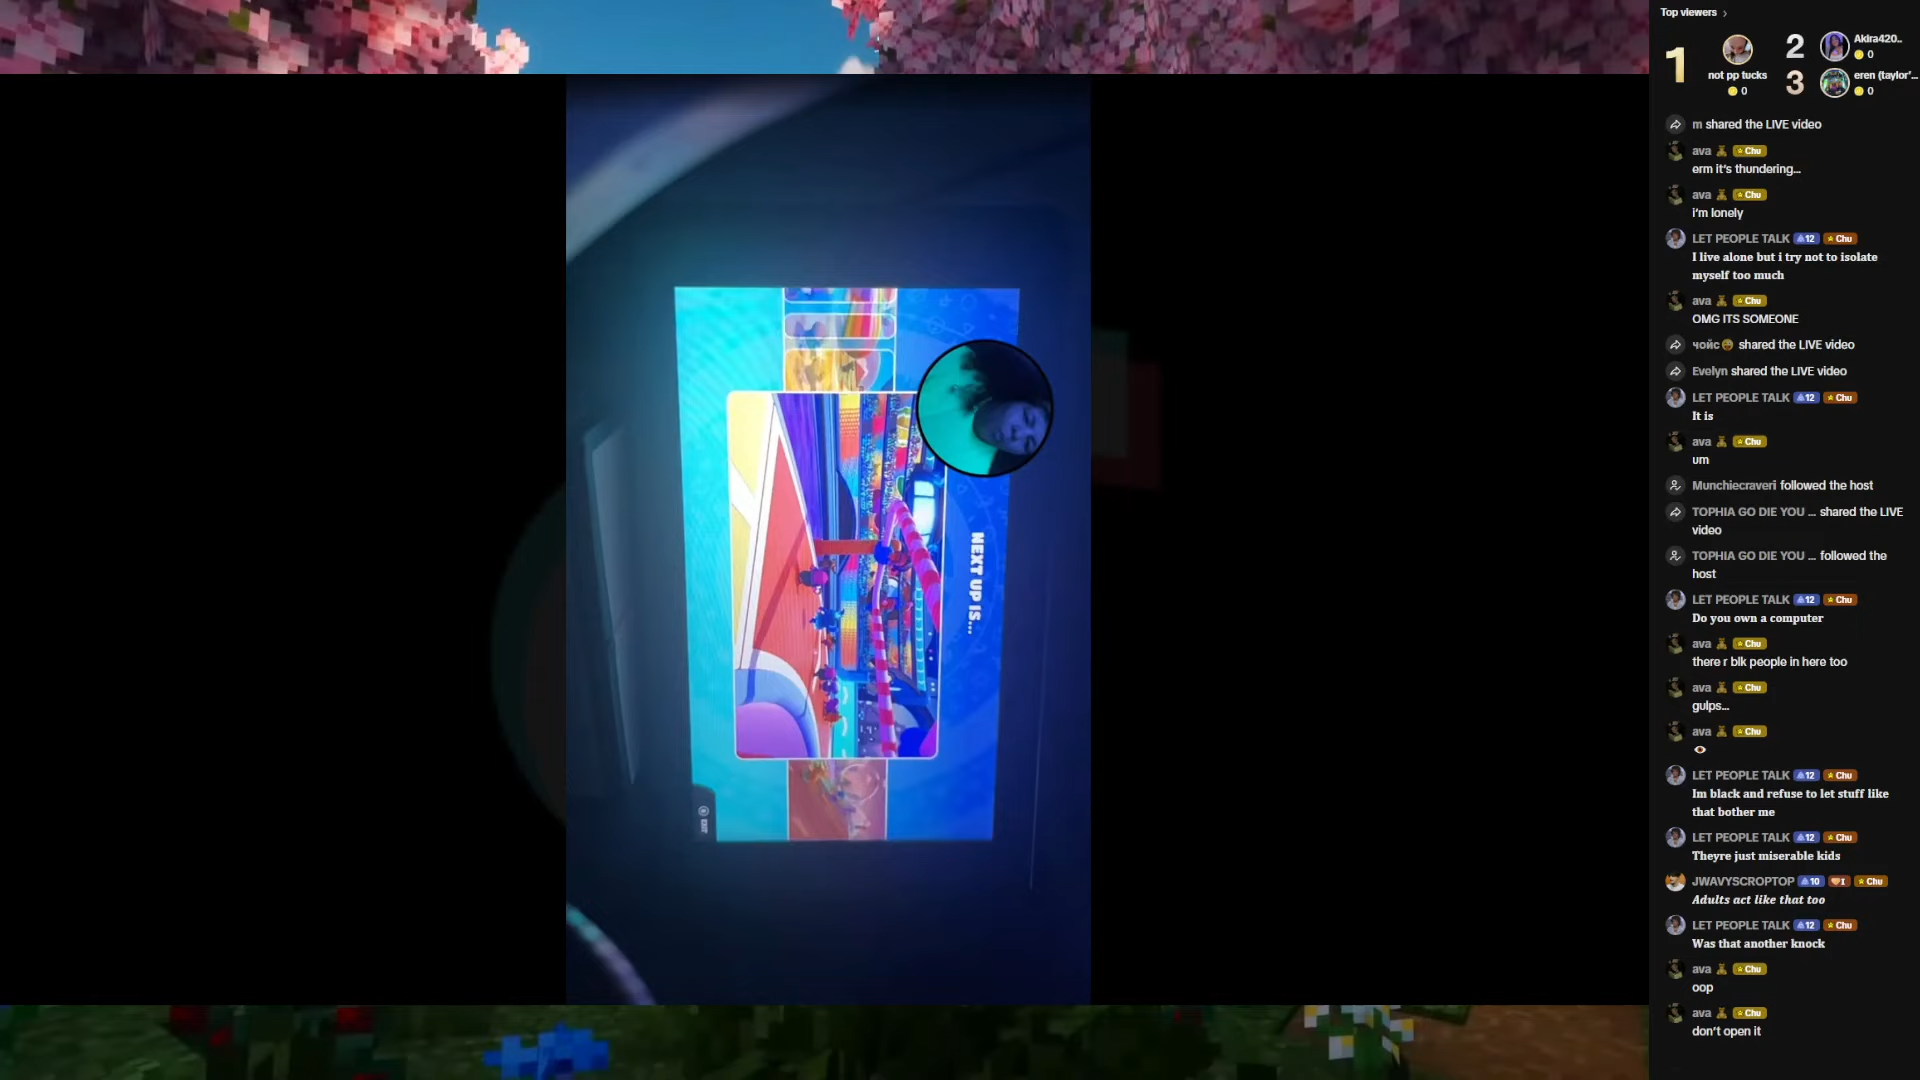 Top viewers
1
not pp tucks
0
2
Akira420..
0
3
eren (taylor'...
0
m shared the LIVE video
ava Chu
erm it's thundering...
ava Chu
i'm lonely
LET PEOPLE TALK 12 Chu
I live alone but i try not to isolate
myself too much
ava Chu
OMG ITS SOMEONE
чойс shared the LIVE video
Evelyn shared the LIVE video
LET PEOPLE TALK 12 Chu
It is
ava Chu
um
Munchiecraveri followed the host
TOPHIA GO DIE YOU ... shared the LIVE
video
TOPHIA GO DIE YOU ... followed the
host
LET PEOPLE TALK 12 Chu
Do you own a computer
ava Chu
there r blk people in here too
ava Chu
gulps...
ava Chu
LET PEOPLE TALK 12 Chu
Im black and refuse to let stuff like
that bother me
LET PEOPLE TALK 12 Chu
Theyre just miserable kids
JWAVYSCROPTOP 10 I Chu
Adults act like that too
LET PEOPLE TALK 12 Chu
Was that another knock
ava Chu
oop
ava Chu
don't open it
NEXT UP IS...
EXIT